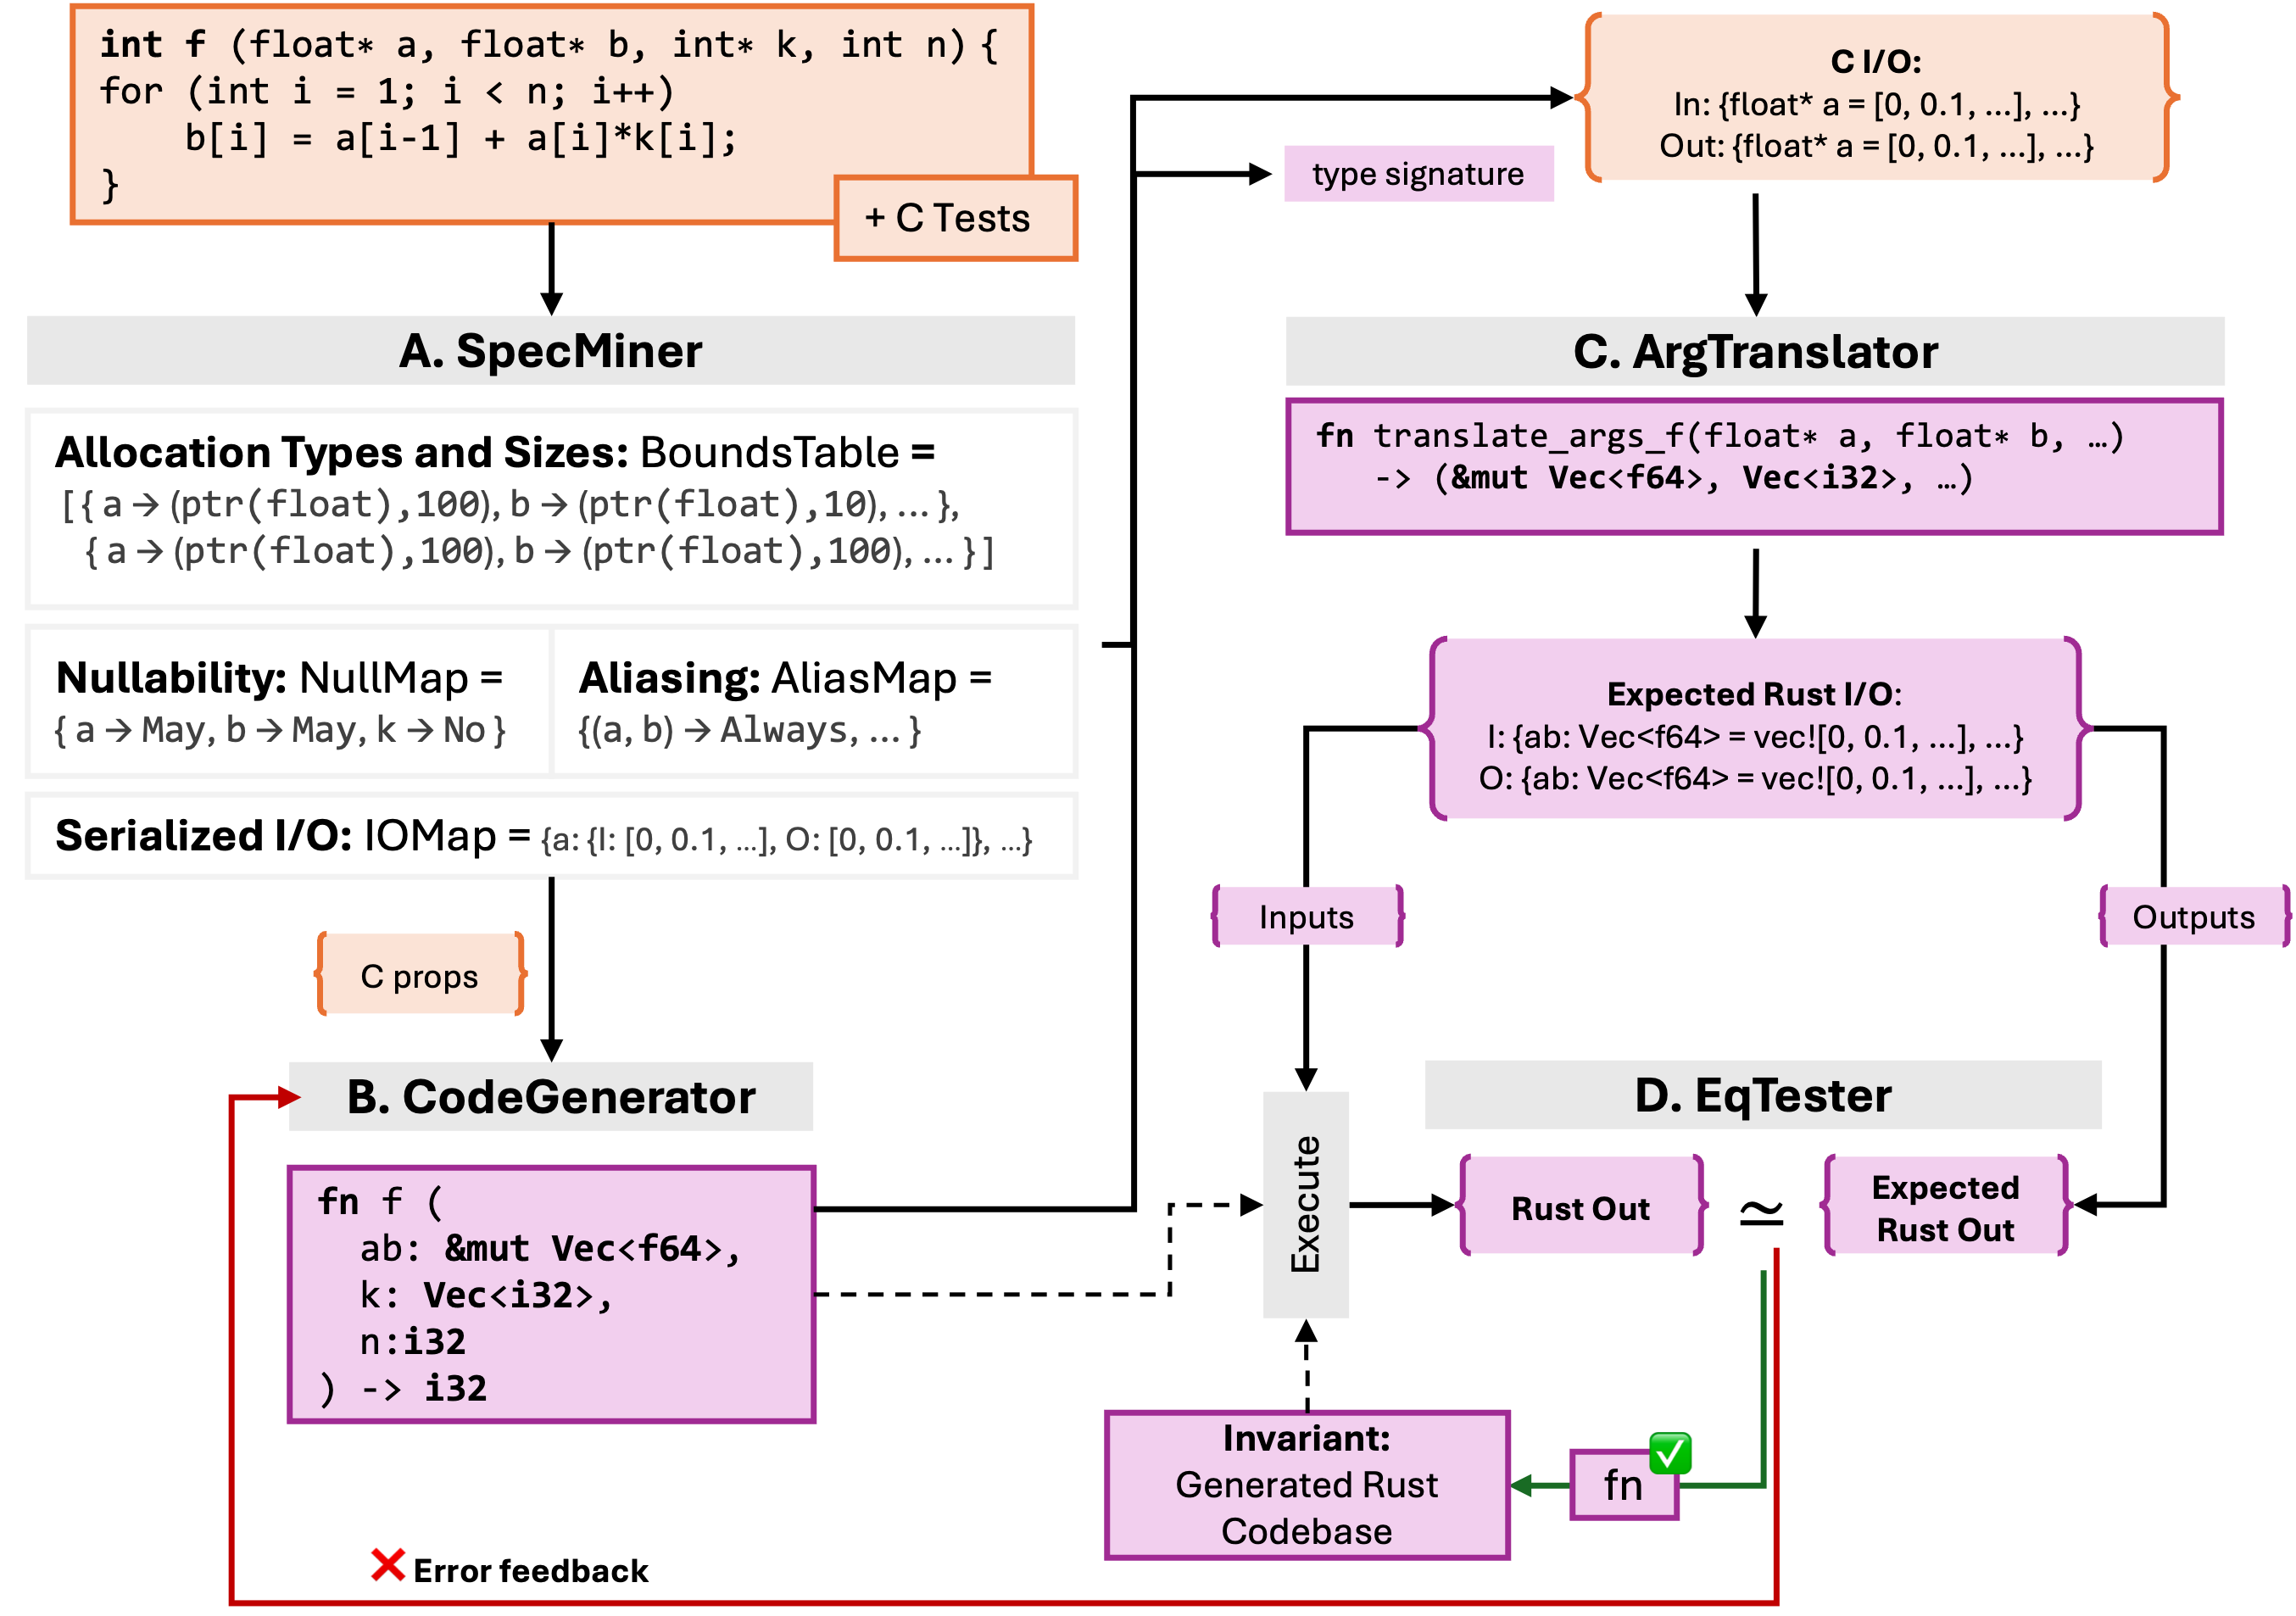 int f (float* a, float* b, int* k, int n) {
for (int i = 1; i < n; i++)
b[i] = a[i-1] + a[i]*k[i];
}
+ C Tests
A. SpecMiner
Allocation Types and Sizes: BoundsTable =
[{ a → (ptr(float),100), b → (ptr(float),10), … },
{ a → (ptr(float),100), b → (ptr(float),100), … }]
Nullability: NullMap =
{ a → May, b → May, k → No }
Aliasing: AliasMap =
{(a, b) → Always, … }
Serialized I/O: IOMap = {a: {I: [0, 0.1, …], O: [0, 0.1, …]}, …}
C props
B. CodeGenerator
fn f (
ab: &mut Vec<f64>,
k: Vec<i32>,
n:i32
) -> i32
Error feedback
type signature
C I/O:
In: {float* a = [0, 0.1, …], …}
Out: {float* a = [0, 0.1, …], …}
C. ArgTranslator
fn translate_args_f(float* a, float* b, …)
-> (&mut Vec<f64>, Vec<i32>, …)
Expected Rust I/O:
I: {ab: Vec<f64> = vec![0, 0.1, …], …}
O: {ab: Vec<f64> = vec![0, 0.1, …], …}
Inputs
Outputs
D. EqTester
Execute
Rust Out
≃
Expected
Rust Out
Invariant:
Generated Rust
Codebase
fn